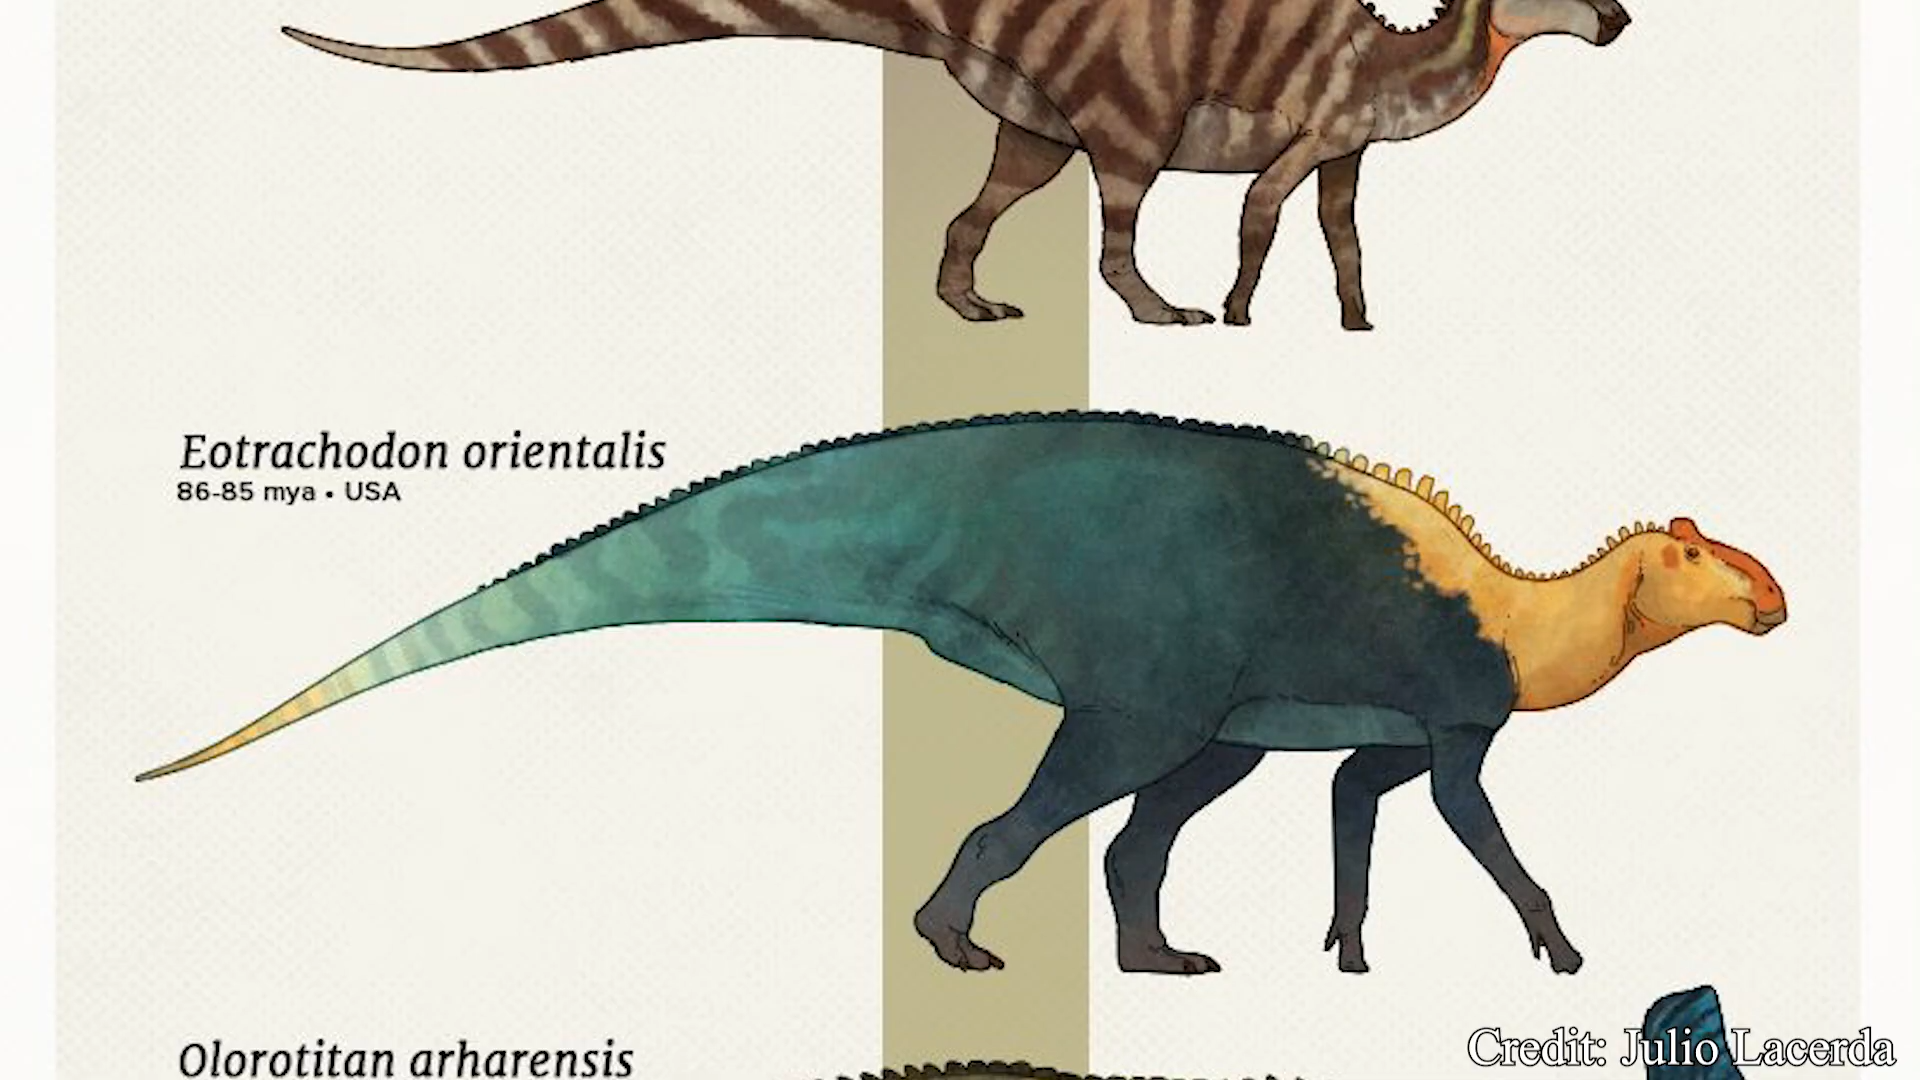 Eotrachodon orientalis
86-85 mya • USA
Olorotitan arharensis
Credit: Julio Lacerda